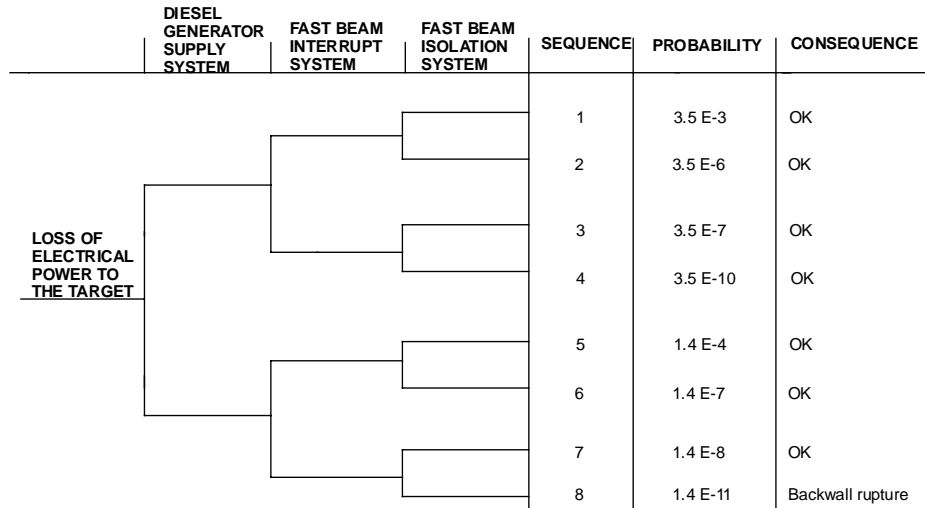 DIESEL
GENERATOR
SUPPLY
SYSTEM
FAST BEAM
INTERRUPT
SYSTEM
FAST BEAM
ISOLATION
SYSTEM
SEQUENCE
PROBABILITY
CONSEQUENCE
LOSS OF
ELECTRICAL
POWER TO
THE TARGET
1 3.5 E-3 OK
2 3.5 E-6 OK
3 3.5 E-7 OK
4 3.5 E-10 OK
5 1.4 E-4 OK
6 1.4 E-7 OK
7 1.4 E-8 OK
8 1.4 E-11 Backwall rupture